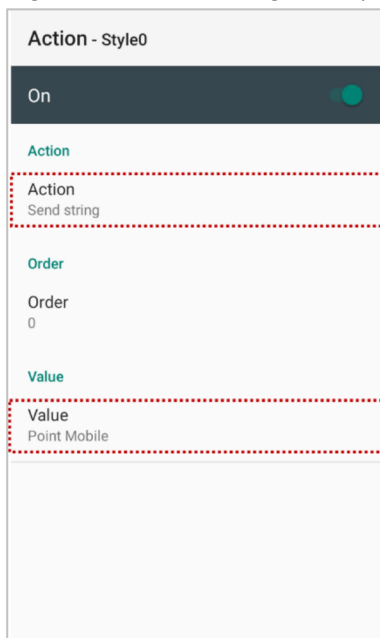 Action - Style0
On
Action
Action
Send string
Order
Order
0
Value
Value
Point Mobile